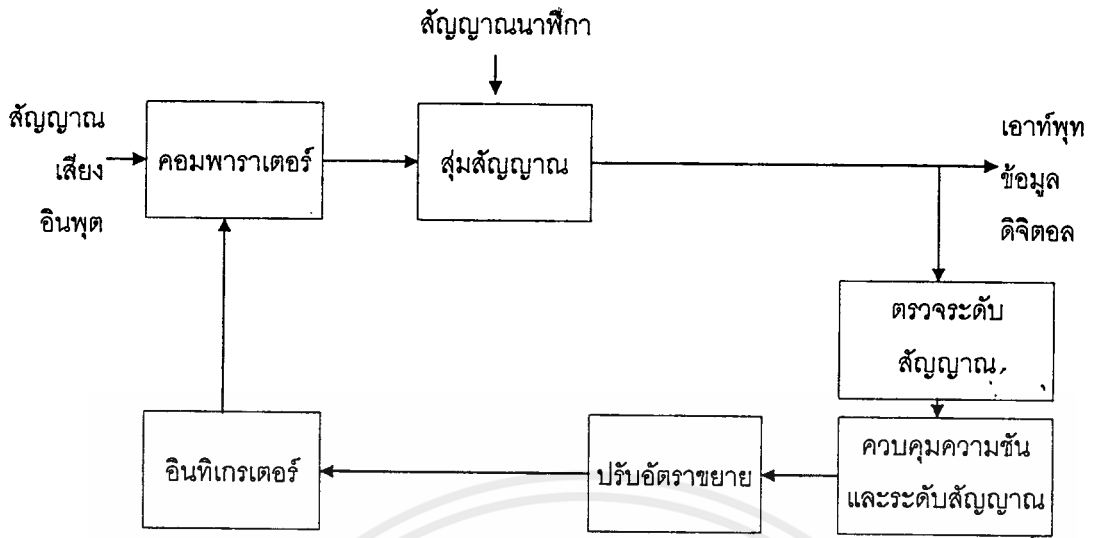 สัญญาณนาฬิกา
สัญญาณ
เสียง
อินพุต
คอมพาราเตอร์
สุ่มสัญญาณ
เอาท์พุท
ข้อมูล
ดิจิตอล
ตรวจระดับ
สัญญาณ
ควบคุมความชัน
และระดับสัญญาณ
ปรับอัตราขยาย
อินทิเกรเตอร์